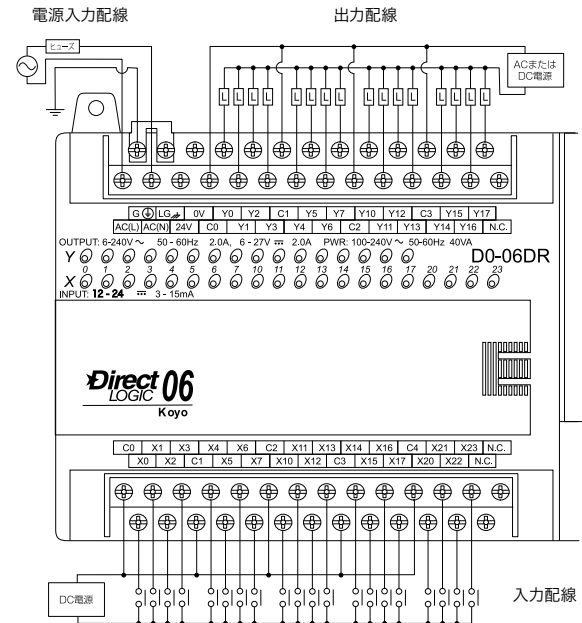 電源入力配線
出力配線
ヒューズ
ACまたは
DC電源
L L L L L L L L L L L L L L L L
G LG 0V Y0 Y2 C1 Y5 Y7 Y10 Y12 C3 Y15 Y17
AC(L) AC(N) 24V C0 Y1 Y3 Y4 Y6 C2 Y11 Y13 Y14 Y16 N.C.
OUTPUT: 6-240V～ 50 - 60Hz 2.0A, 6 - 27V ⎓ 2.0A PWR: 100-240V～ 50-60Hz 40VA
Y
D0-06DR
0 1 2 3 4 5 6 7 10 11 12 13 14 15 16 17 20 21 22 23
X
INPUT: 12 - 24 ⎓ 3 - 15mA
Direct 06
LOGIC
Koyo
C0 X1 X3 X4 X6 C2 X11 X13 X14 X16 C4 X21 X23 N.C.
X0 X2 C1 X5 X7 X10 X12 C3 X15 X17 X20 X22 N.C.
DC電源
入力配線